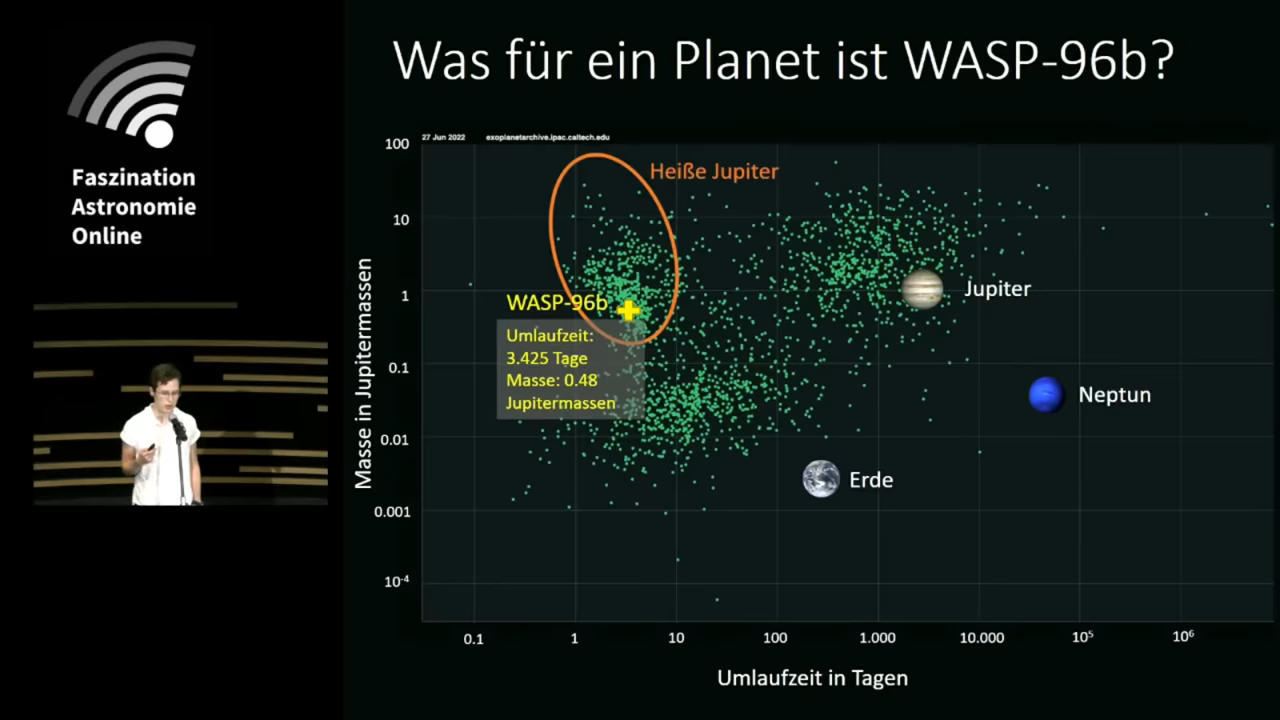 Was für ein Planet ist WASP-96b?
Faszination
Astronomie
Online
27 Jun 2022 exoplanetarchive.ipac.caltech.edu
Heiße Jupiter
WASP-96b
Umlaufzeit:
3.425 Tage
Masse: 0.48
Jupitermassen
Jupiter
Neptun
Erde
Masse in Jupitermassen
100
10
1
0.1
0.01
0.001
10⁻⁴
0.1 1 10 100 1.000 10.000 10⁵ 10⁶
Umlaufzeit in Tagen